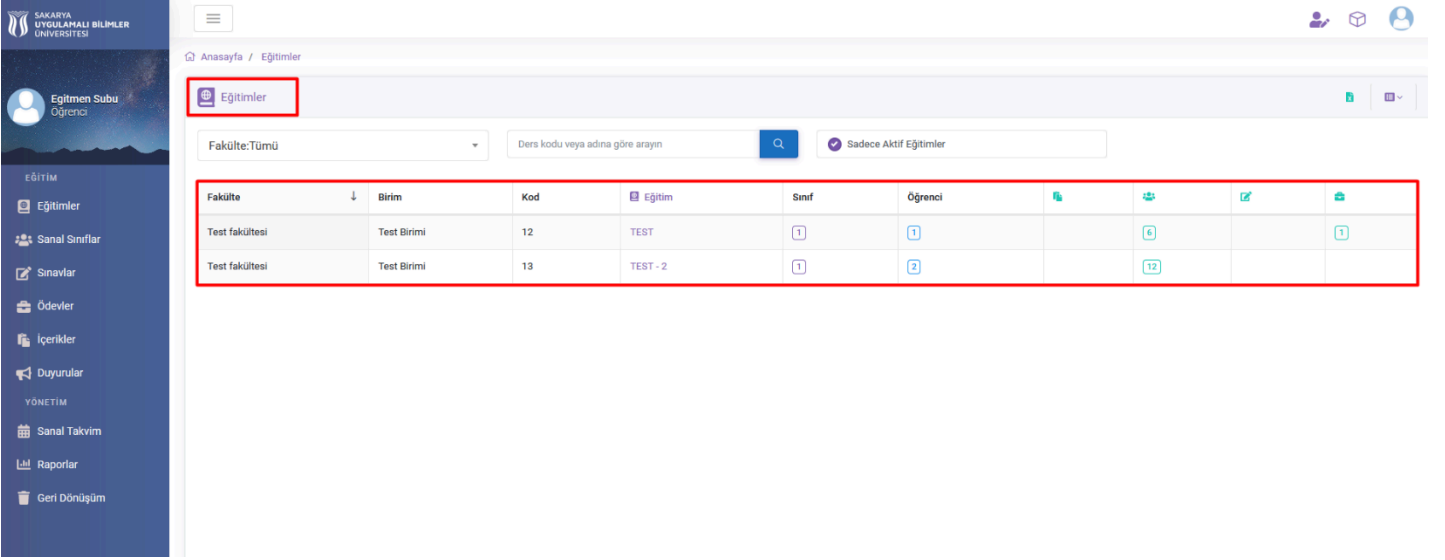 SAKARYA
UYGULAMALI BİLİMLER
ÜNİVERSİTESİ
Anasayfa / Eğitimler
Egitmen Subu
Öğrenci
Eğitimler
Fakülte:Tümü
Ders kodu veya adına göre arayın
Sadece Aktif Eğitimler
EĞİTİM
Eğitimler
Sanal Sınıflar
Sınavlar
Ödevler
İçerikler
Duyurular
YÖNETİM
Sanal Takvim
Raporlar
Geri Dönüşüm
Fakülte Birim Kod Eğitim Sınıf Öğrenci
Test fakültesi Test Birimi 12 TEST 1 1 6 1
Test fakültesi Test Birimi 13 TEST - 2 1 2 12